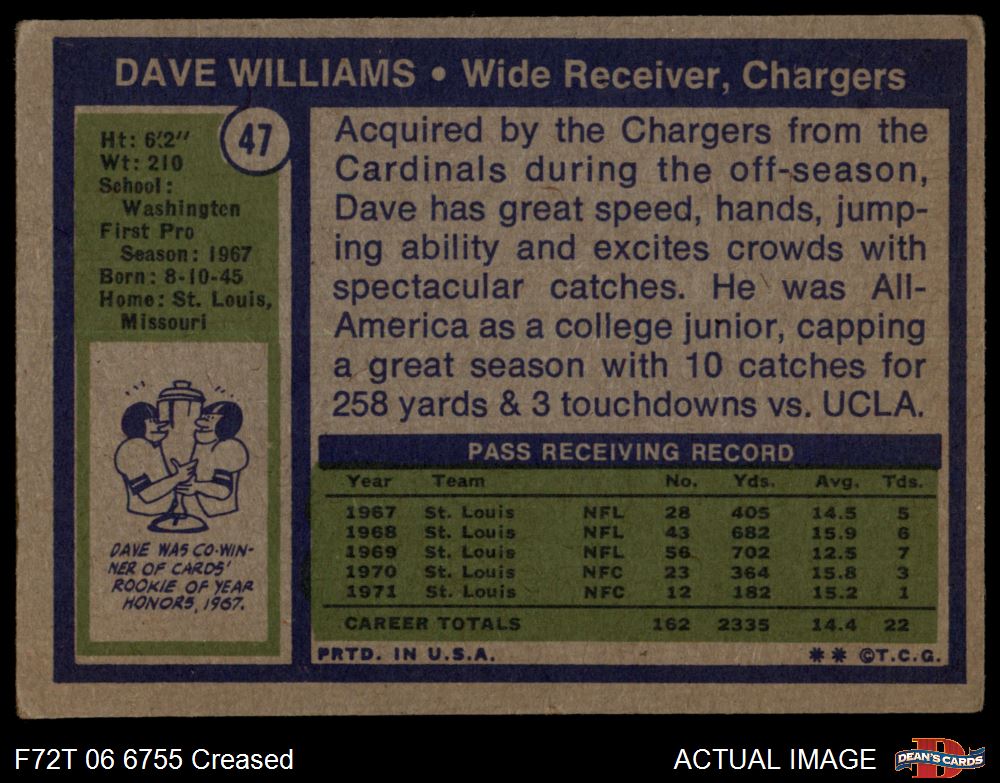 DAVE WILLIAMS • Wide Receiver, Chargers
47
Ht: 6'2''
Wt: 210
School:
Washington
First Pro
Season: 1967
Born: 8-10-45
Home: St. Louis,
Missouri
DAVE WAS CO-WIN-
NER OF CARDS'
ROOKIE OF YEAR
HONORS, 1967.
Acquired by the Chargers from the
Cardinals during the off-season,
Dave has great speed, hands, jump-
ing ability and excites crowds with
spectacular catches. He was All-
America as a college junior, capping
a great season with 10 catches for
258 yards & 3 touchdowns vs. UCLA.
PASS RECEIVING RECORD
Year Team No. Yds. Avg. Tds.
1967 St. Louis NFL 28 405 14.5 5
1968 St. Louis NFL 43 682 15.9 6
1969 St. Louis NFL 56 702 12.5 7
1970 St. Louis NFC 23 364 15.8 3
1971 St. Louis NFC 12 182 15.2 1
CAREER TOTALS 162 2335 14.4 22
PRTD. IN U.S.A. ** ©T.C.G.
F72T 06 6755 Creased
ACTUAL IMAGE
D
DEAN'S CARDS